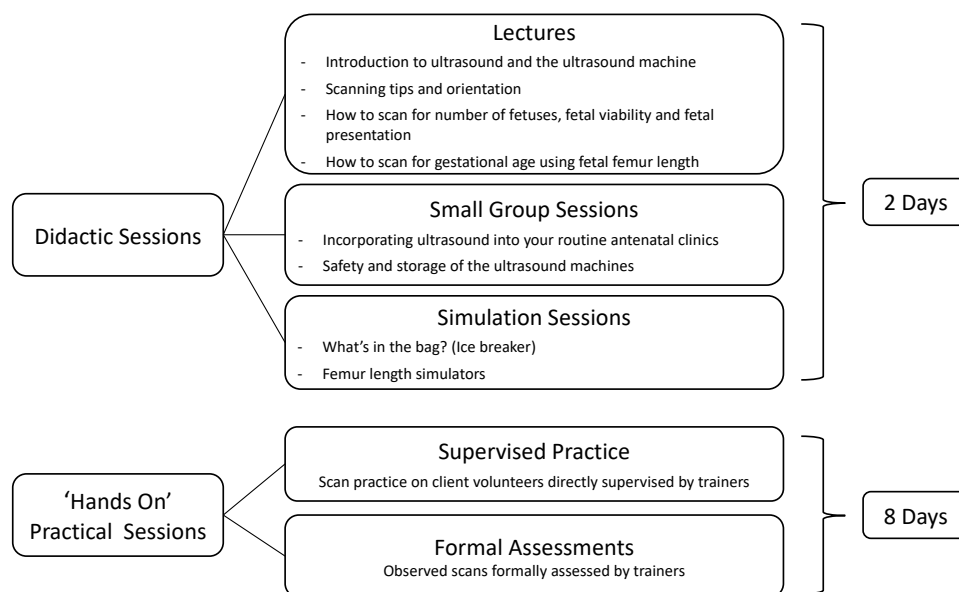 Lectures
- Introduction to ultrasound and the ultrasound machine
- Scanning tips and orientation
- How to scan for number of fetuses, fetal viability and fetal
presentation
- How to scan for gestational age using fetal femur length
Didactic Sessions
Small Group Sessions
- Incorporating ultrasound into your routine antenatal clinics
- Safety and storage of the ultrasound machines
2 Days
Simulation Sessions
- What's in the bag? (Ice breaker)
- Femur length simulators
'Hands On'
Practical Sessions
Supervised Practice
Scan practice on client volunteers directly supervised by trainers
Formal Assessments
Observed scans formally assessed by trainers
8 Days